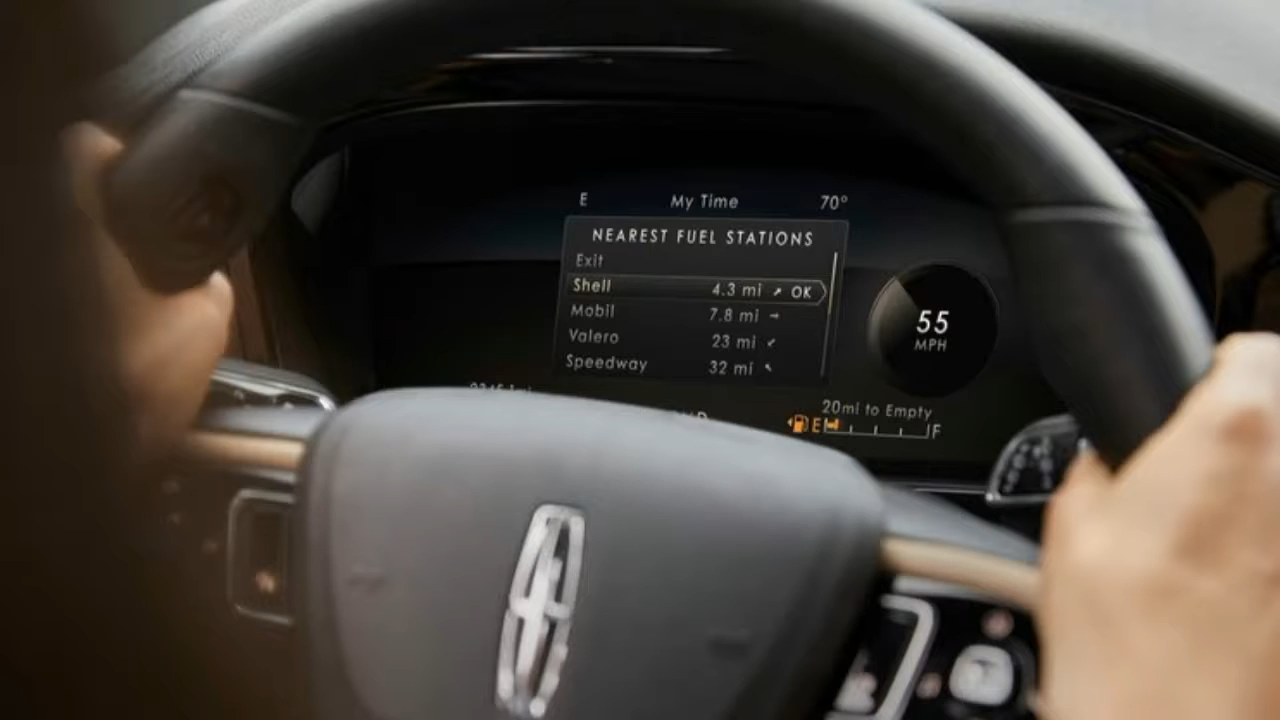 E My Time 70°
NEAREST FUEL STATIONS
Exit
Shell 4.3 mi OK
Mobil 7.8 mi
Valero 23 mi
Speedway 32 mi
55
MPH
20mi to Empty
E F